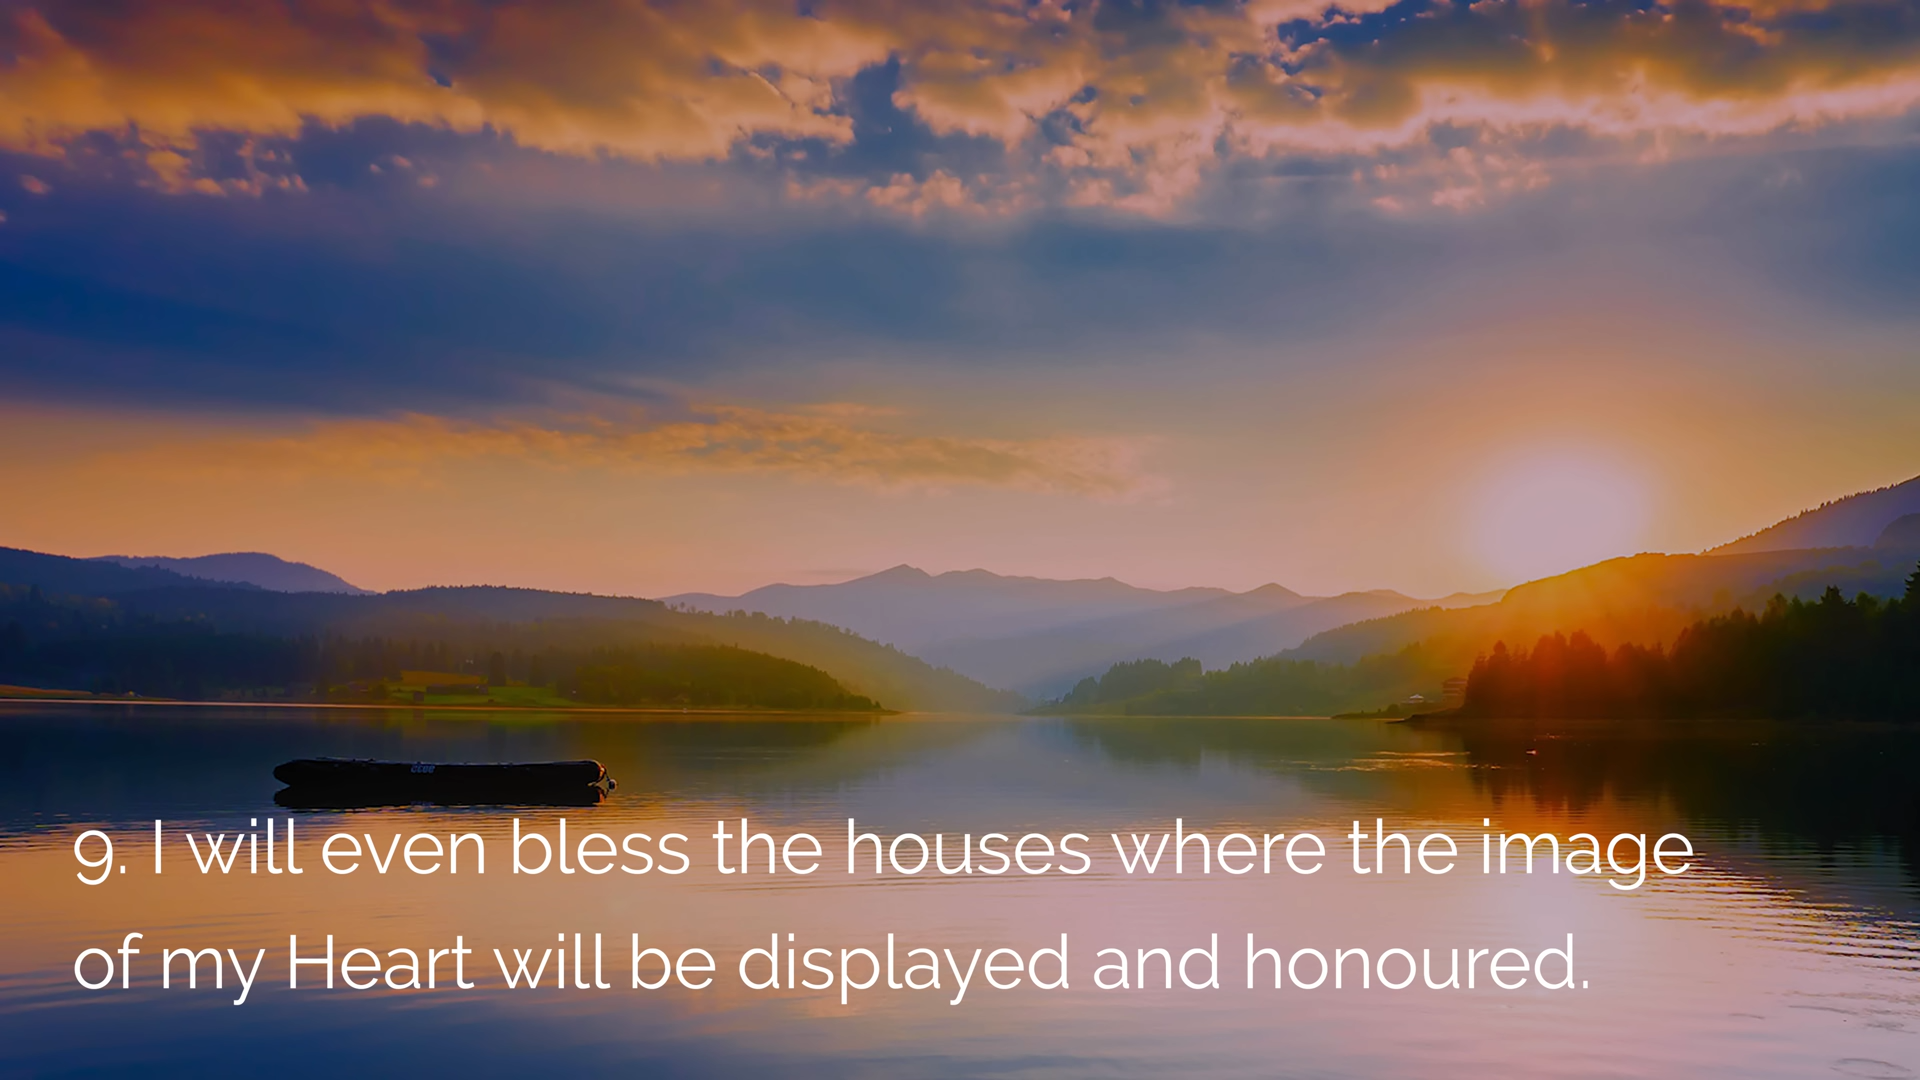 9. I will even bless the houses where the image
of my Heart will be displayed and honoured.